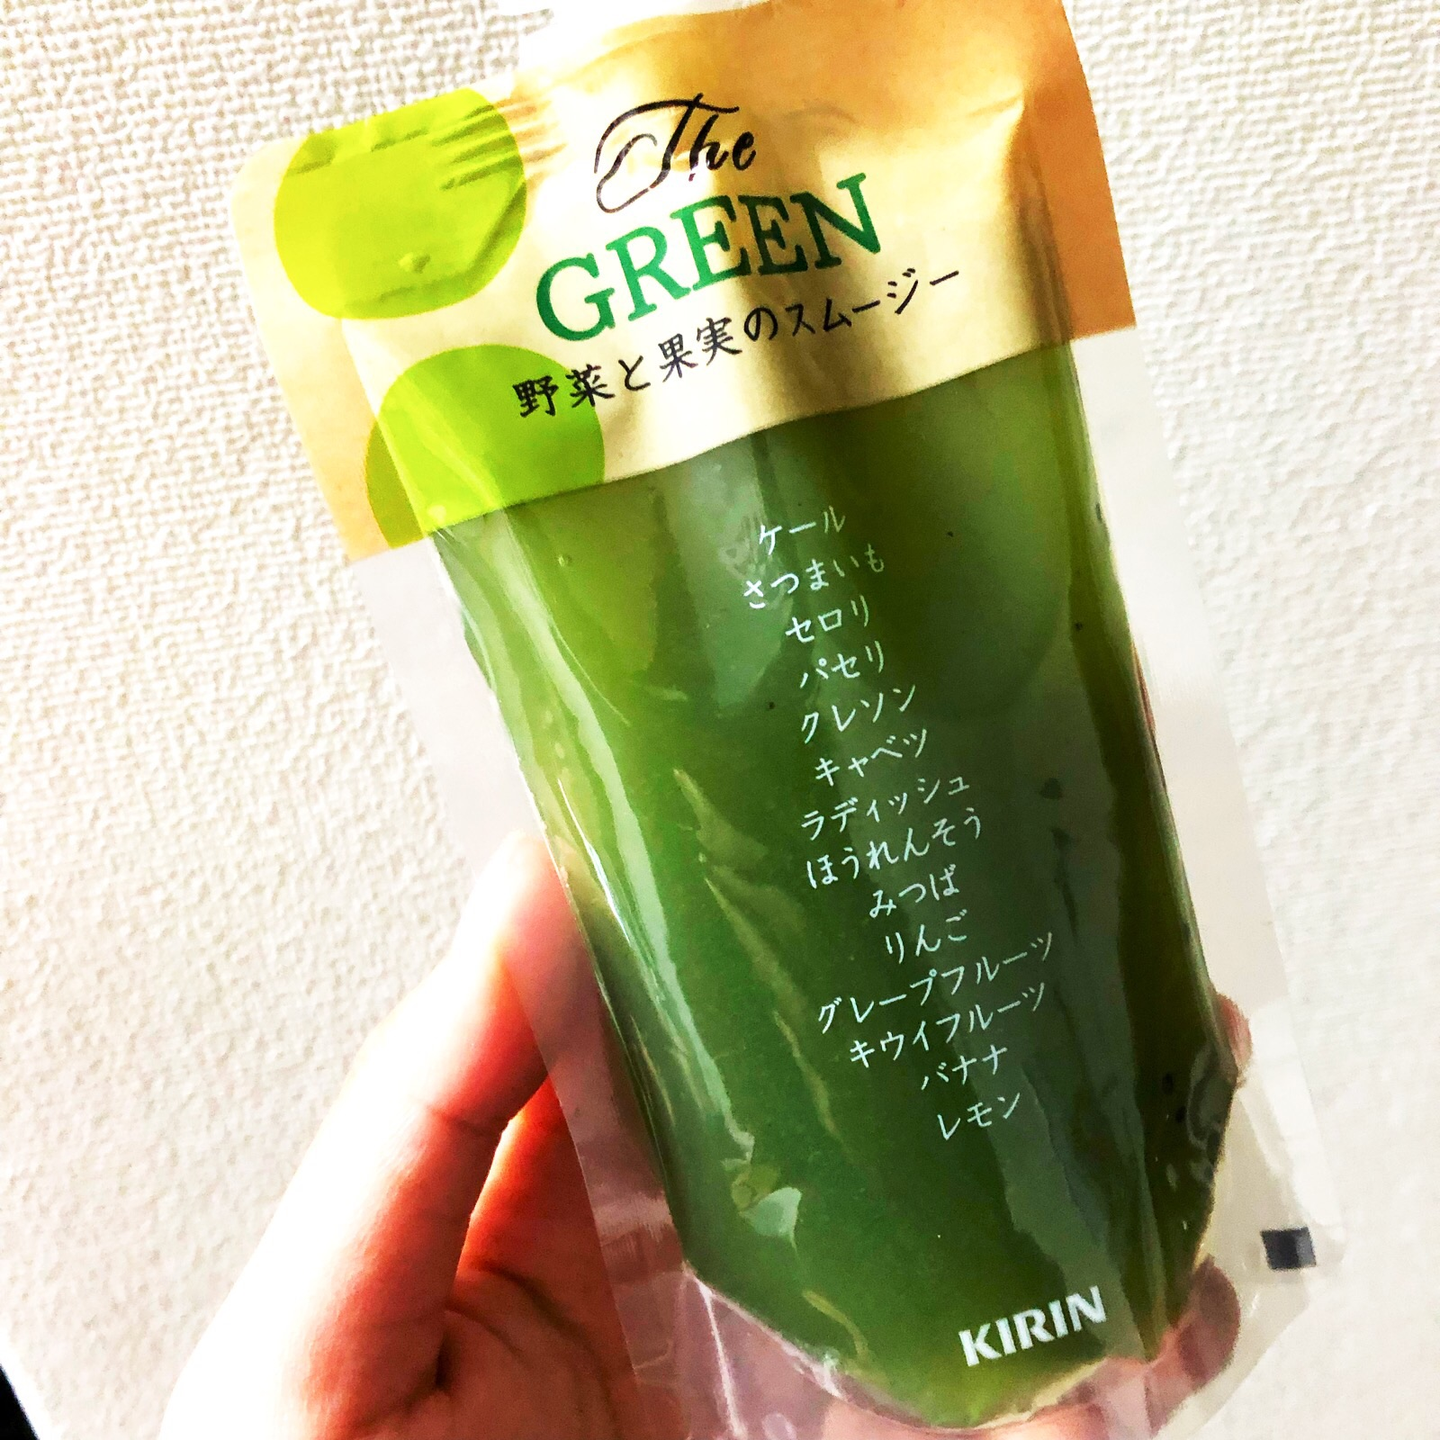 The
GREEN
野菜と果実のスムージー
ケール
さつまいも
セロリ
パセリ
クレソン
キャベツ
ラディッシュ
ほうれんそう
みつば
りんご
グレープフルーツ
キウイフルーツ
バナナ
レモン
KIRIN